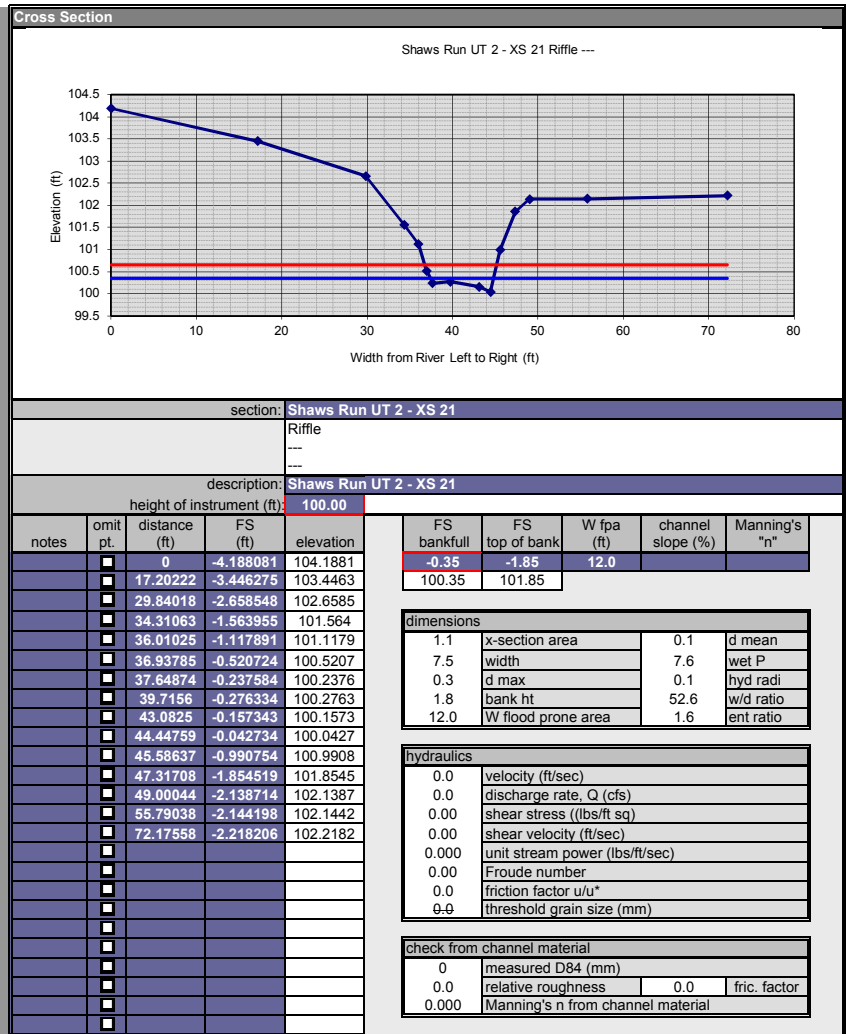 Cross Section
Shaws Run UT 2 - XS 21 Riffle ---
104.5
104
103.5
103
102.5
102
101.5
101
100.5
100
99.5
Elevation (ft)
0 10 20 30 40 50 60 70 80
Width from River Left to Right (ft)
section: Shaws Run UT 2 - XS 21
Riffle
---
---
description: Shaws Run UT 2 - XS 21
height of instrument (ft): 100.00
notes omit pt. distance (ft) FS (ft) elevation
0 -4.188081 104.1881
17.20222 -3.446275 103.4463
29.84018 -2.658548 102.6585
34.31063 -1.563955 101.564
36.01025 -1.117891 101.1179
36.93785 -0.520724 100.5207
37.64874 -0.237584 100.2376
39.7156 -0.276334 100.2763
43.0825 -0.157343 100.1573
44.44759 -0.042734 100.0427
45.58637 -0.990754 100.9908
47.31708 -1.854519 101.8545
49.00044 -2.138714 102.1387
55.79038 -2.144198 102.1442
72.17558 -2.218206 102.2182
FS bankfull FS top of bank W fpa (ft) channel slope (%) Manning's "n"
-0.35 -1.85 12.0
100.35 101.85
dimensions
1.1 x-section area 0.1 d mean
7.5 width 7.6 wet P
0.3 d max 0.1 hyd radi
1.8 bank ht 52.6 w/d ratio
12.0 W flood prone area 1.6 ent ratio
hydraulics
0.0 velocity (ft/sec)
0.0 discharge rate, Q (cfs)
0.00 shear stress ((lbs/ft sq)
0.00 shear velocity (ft/sec)
0.000 unit stream power (lbs/ft/sec)
0.00 Froude number
0.0 friction factor u/u*
0.0 threshold grain size (mm)
check from channel material
0 measured D84 (mm)
0.0 relative roughness 0.0 fric. factor
0.000 Manning's n from channel material